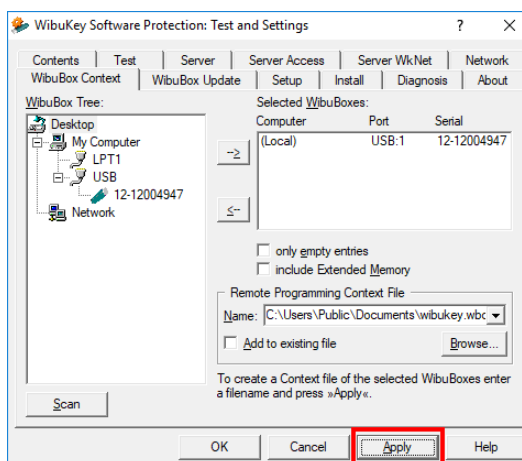 WibuKey Software Protection: Test and Settings
Contents Test Server Server Access Server WkNet Network
WibuBox Context WibuBox Update Setup Install Diagnosis About
WibuBox Tree:
Desktop
My Computer
LPT1
USB
12-12004947
Network
Scan
Selected WibuBoxes:
Computer Port Serial
(Local) USB:1 12-12004947
-->
<--
only empty entries
include Extended Memory
Remote Programming Context File
Name: C:\Users\Public\Documents\wibukey.wbc
Add to existing file Browse...
To create a Context file of the selected WibuBoxes enter
a filename and press »Apply«.
OK Cancel Apply Help